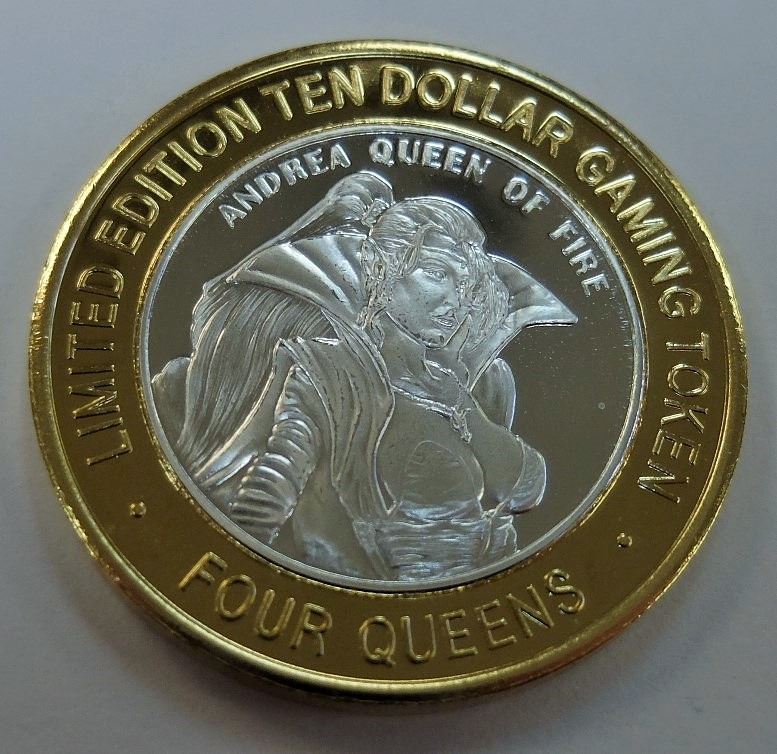 LIMITED EDITION TEN DOLLAR GAMING TOKEN
ANDREA QUEEN OF FIRE
• FOUR QUEENS •